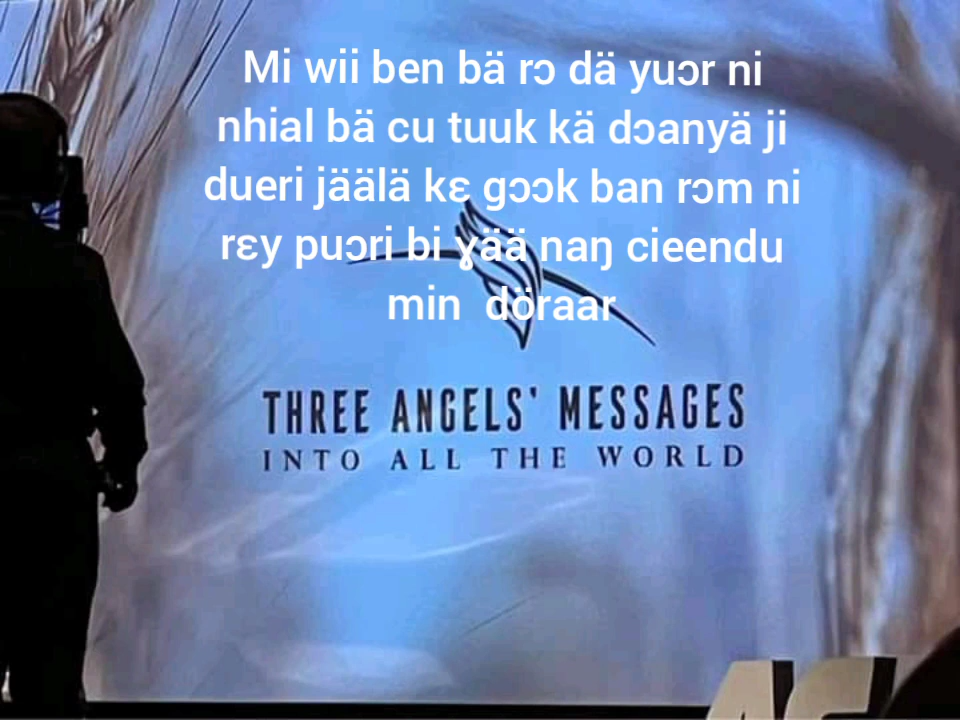 Mi wii ben bä rɔ dä yuɔr ni
nhial bä cu tuuk kä dɔanyä ji
dueri jäälä kɛ gɔɔk ban rɔm ni
rɛy puɔri bi ɣää naŋ cieendu
min döraar
THREE ANGELS' MESSAGES
INTO ALL THE WORLD